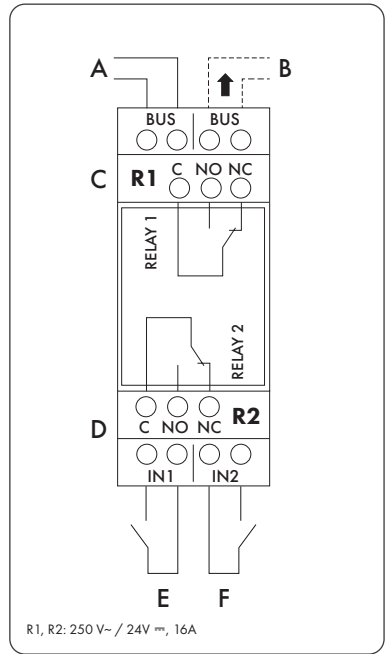 A B
BUS BUS
C R1 C NO NC
RELAY 1
RELAY 2
D C NO NC R2
IN1 IN2
E F
R1, R2: 250 V~ / 24V ⎓, 16A